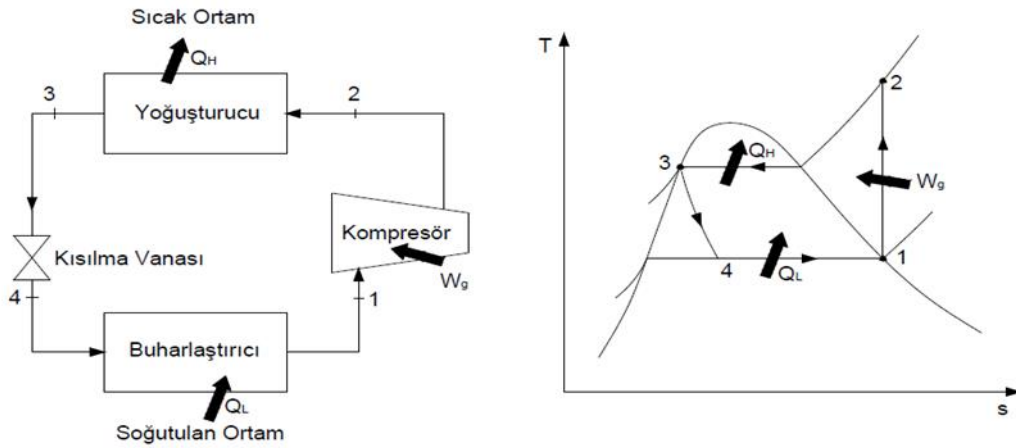 Sıcak Ortam
QH
3
2
Yoğuşturucu
Kısılma Vanası
Kompresör
Wg
4
1
Buharlaştırıcı
QL
Soğutulan Ortam
T
2
3
QH
Wg
4
QL
1
s